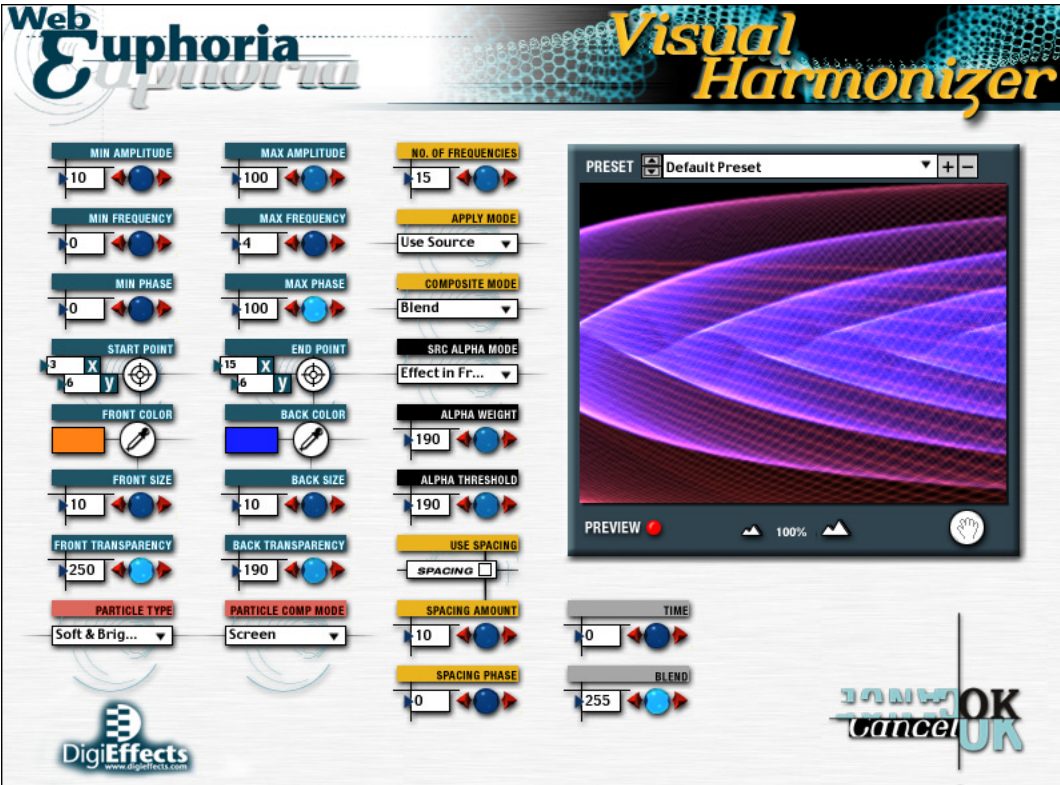 Web
Euphoria
Euphoria
Visual
Harmonizer
MIN AMPLITUDE
10
MAX AMPLITUDE
100
NO. OF FREQUENCIES
15
MIN FREQUENCY
0
MAX FREQUENCY
4
APPLY MODE
Use Source
MIN PHASE
0
MAX PHASE
100
COMPOSITE MODE
Blend
START POINT
3 X
6 y
END POINT
15 X
6 y
SRC ALPHA MODE
Effect in Fr...
FRONT COLOR
BACK COLOR
ALPHA WEIGHT
190
FRONT SIZE
10
BACK SIZE
10
ALPHA THRESHOLD
190
FRONT TRANSPARENCY
250
BACK TRANSPARENCY
190
USE SPACING
SPACING
PARTICLE TYPE
Soft & Brig...
PARTICLE COMP MODE
Screen
SPACING AMOUNT
10
SPACING PHASE
0
PRESET Default Preset + −
PREVIEW 100%
TIME
0
BLEND
255
DigiEffects
www.digieffects.com
Cancel
OK